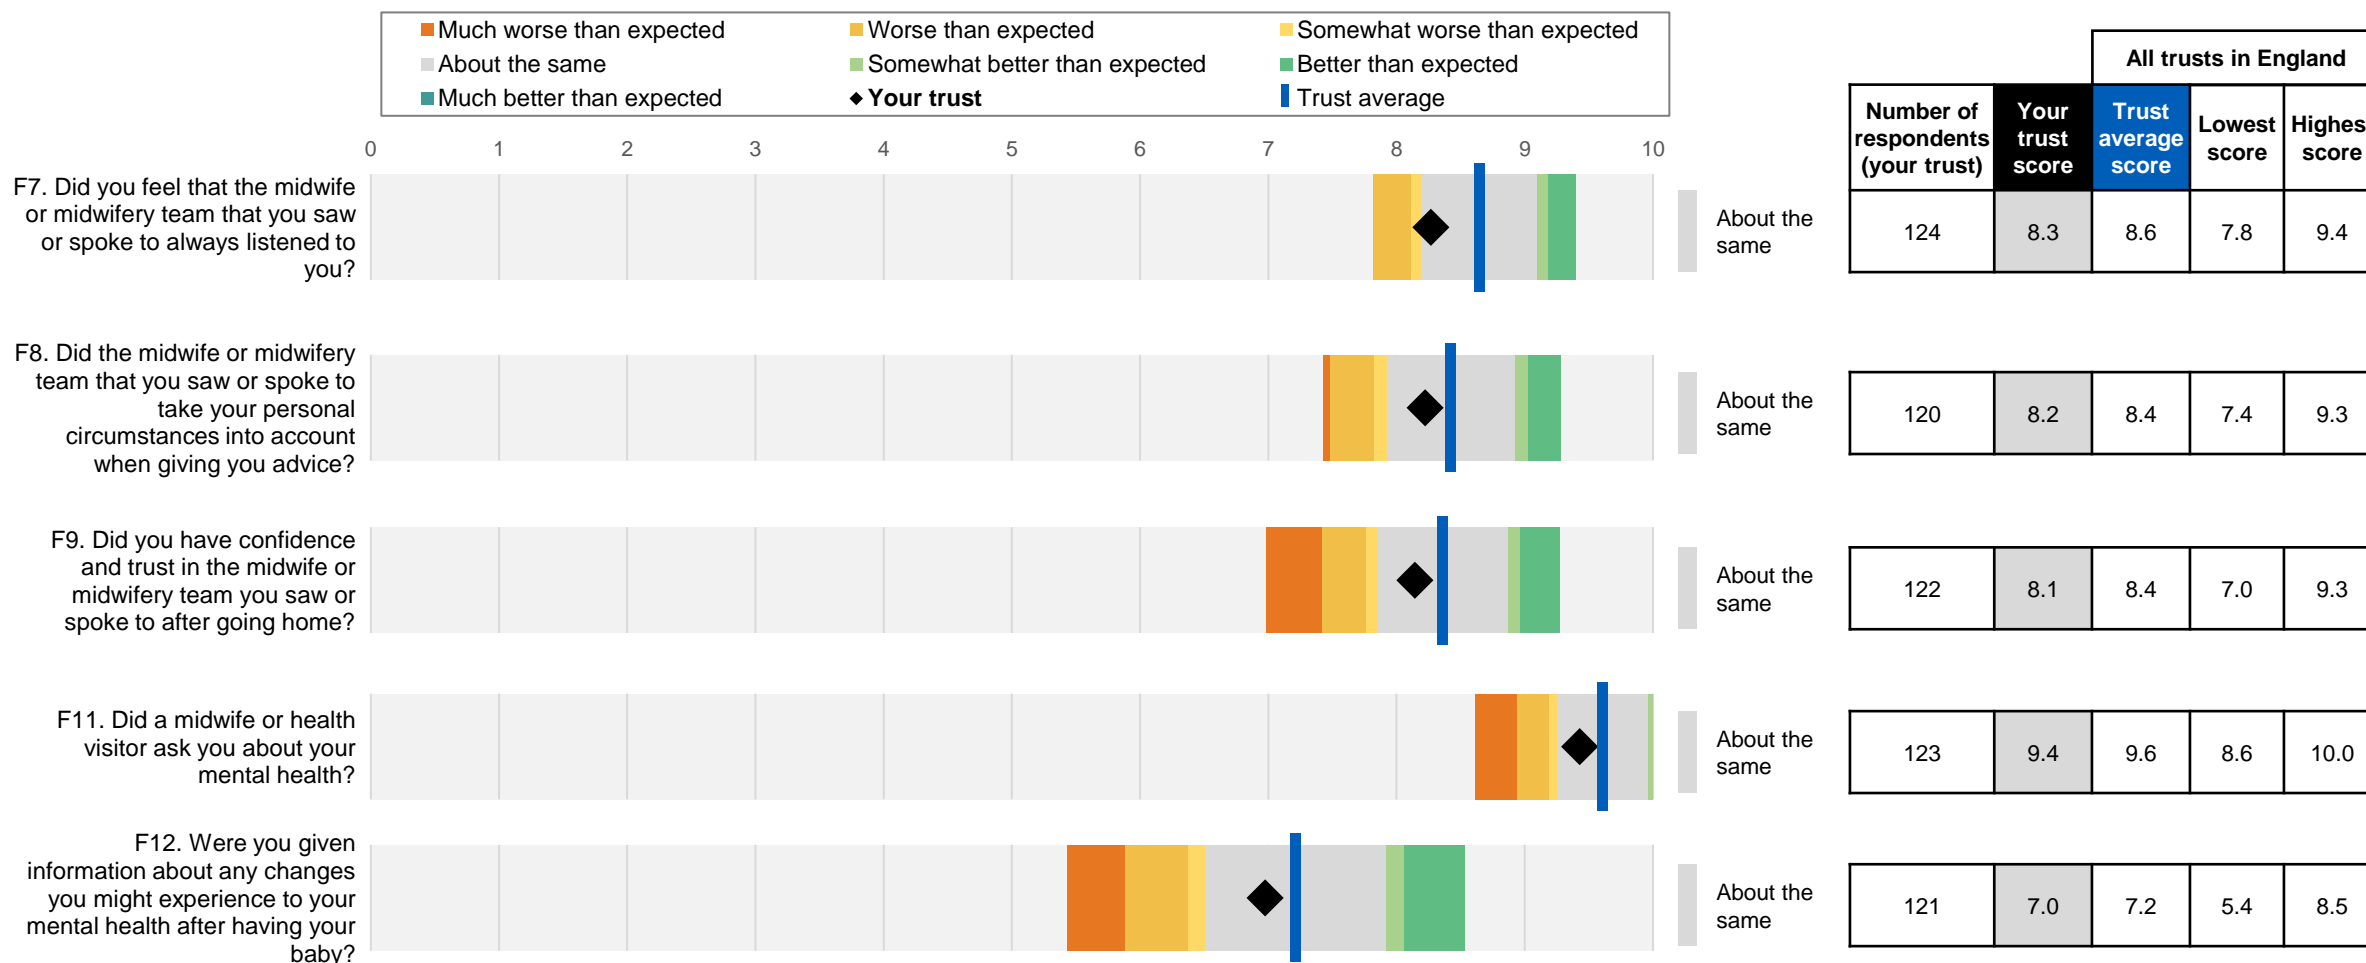 Much worse than expected
Worse than expected
Somewhat worse than expected
About the same
Somewhat better than expected
Better than expected
Much better than expected
Your trust
Trust average
All trusts in England
Number of
respondents
(your trust)
Your
trust
score
Trust
average
score
Lowest
score
Highes
score
0 1 2 3 4 5 6 7 8 9 10
F7. Did you feel that the midwife
or midwifery team that you saw
or spoke to always listened to
you?
About the
same
124 8.3 8.6 7.8 9.4
F8. Did the midwife or midwifery
team that you saw or spoke to
take your personal
circumstances into account
when giving you advice?
About the
same
120 8.2 8.4 7.4 9.3
F9. Did you have confidence
and trust in the midwife or
midwifery team you saw or
spoke to after going home?
About the
same
122 8.1 8.4 7.0 9.3
F11. Did a midwife or health
visitor ask you about your
mental health?
About the
same
123 9.4 9.6 8.6 10.0
F12. Were you given
information about any changes
you might experience to your
mental health after having your
baby?
About the
same
121 7.0 7.2 5.4 8.5